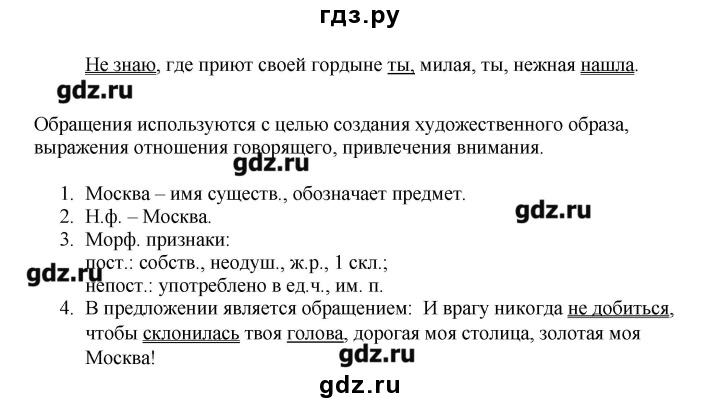 гдз.ру
Не знаю, где приют своей гордыне ты, милая, ты, нежная нашла.
gdz.ru
Обращения используются с целью создания художественного образа,
выражения отношения говорящего, привлечения внимания.
gdz.ru
1. Москва – имя существ., обозначает предмет.
2. Н.ф. – Москва.
gdz.ru
3. Морф. признаки:
пост.: собств., неодуш., ж.р., 1 скл.;
gdz.ru
непост.: употреблено в ед.ч., им. п.
4. В предложении является обращением: И врагу никогда не добиться,
чтобы склонилась твоя голова, дорогая моя столица, золотая моя
Москва!
gdz.ru
gdz.ru